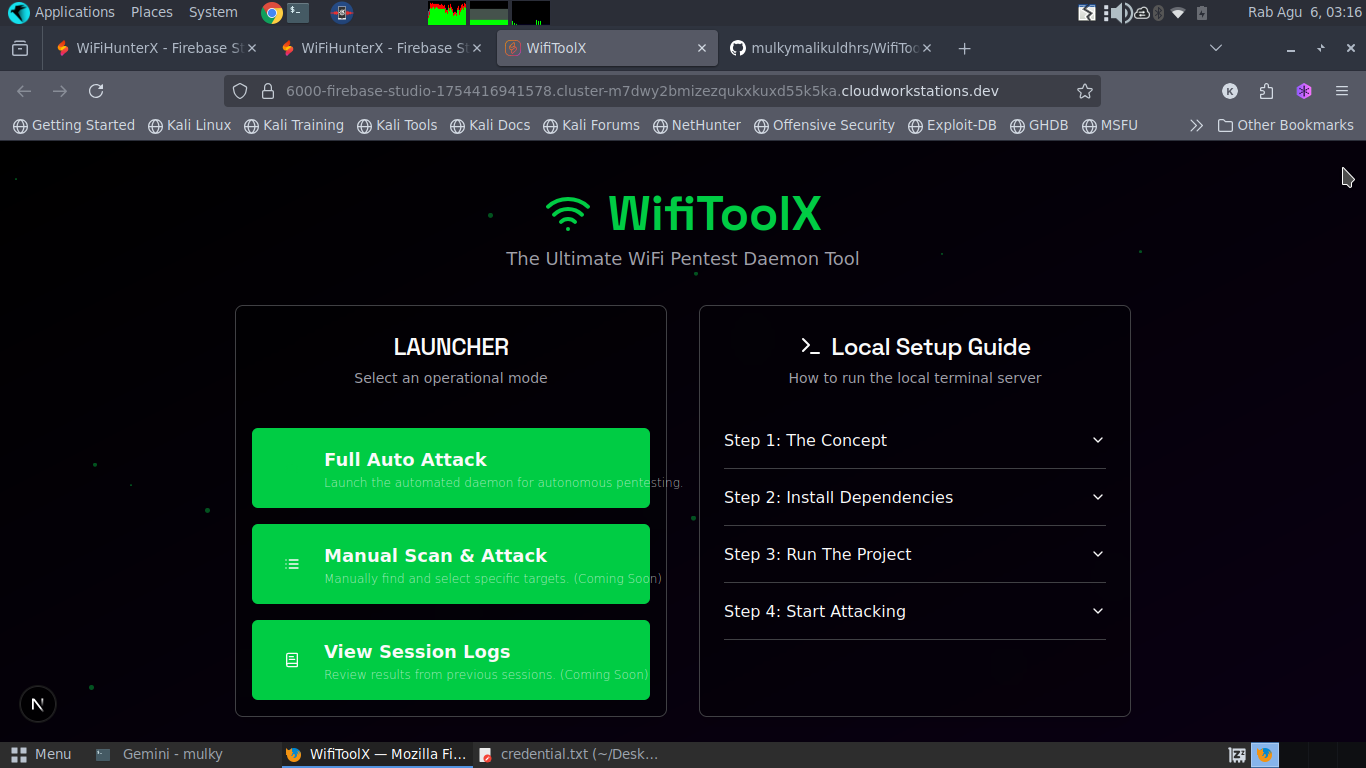 Applications Places System Rab Agu 6, 03:16
WiFiHunterX - Firebase St WiFiHunterX - Firebase St WifiToolX mulkymalikuldhrs/WifiToo
6000-firebase-studio-1754416941578.cluster-m7dwy2bmizezqukxkuxd55k5ka.cloudworkstations.dev K
Getting Started Kali Linux Kali Training Kali Tools Kali Docs Kali Forums NetHunter Offensive Security Exploit-DB GHDB MSFU Other Bookmarks
WifiToolX
The Ultimate WiFi Pentest Daemon Tool
LAUNCHER
Select an operational mode
Full Auto Attack
Launch the automated daemon for autonomous pentesting.
Manual Scan & Attack
Manually find and select specific targets. (Coming Soon)
View Session Logs
Review results from previous sessions. (Coming Soon)
Local Setup Guide
How to run the local terminal server
Step 1: The Concept
Step 2: Install Dependencies
Step 3: Run The Project
Step 4: Start Attacking
N
Menu Gemini - mulky WifiToolX — Mozilla Fi... credential.txt (~/Desk...